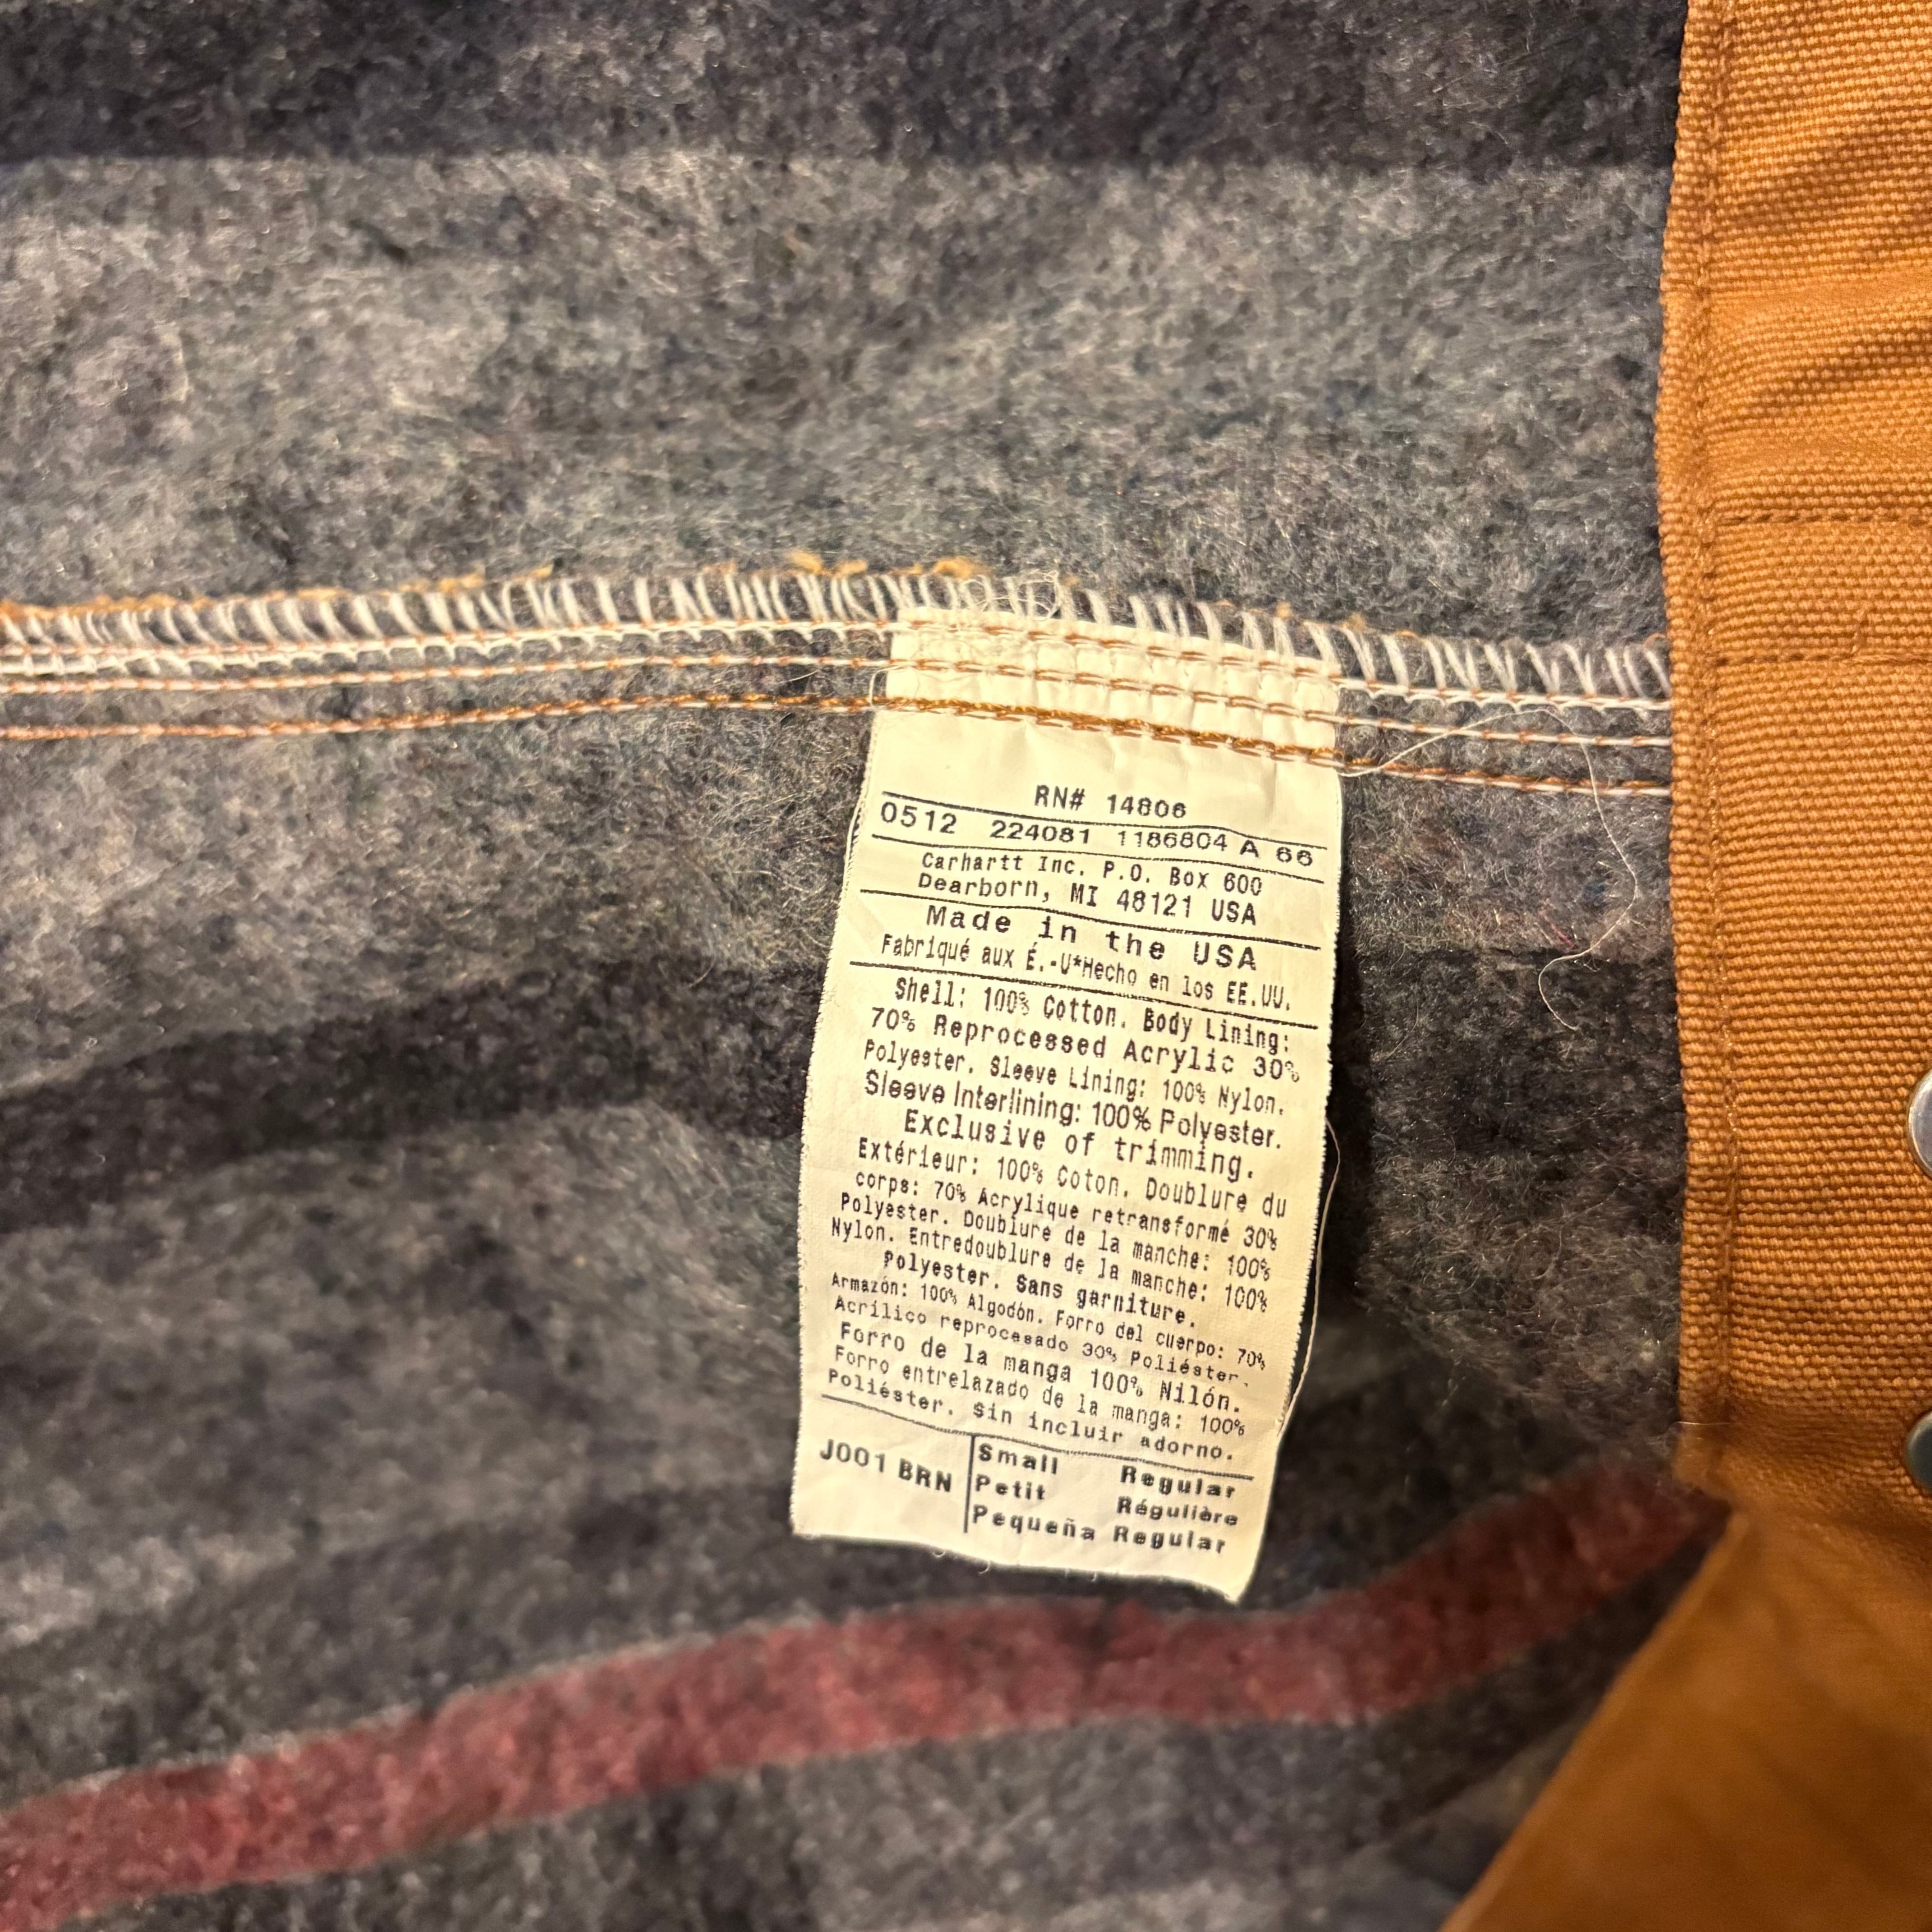 RN# 14806
0512 224081 1186804 A 66
Carhartt Inc. P.O. Box 600
Dearborn, MI 48121 USA
Made in the USA
Fabriqué aux É.-U*Hecho en los EE.UU.
Shell: 100% Cotton. Body Lining:
70% Reprocessed Acrylic 30%
Polyester. Sleeve Lining: 100% Nylon.
Sleeve Interlining: 100% Polyester.
Exclusive of trimming.
Extérieur: 100% Coton. Doublure du
corps: 70% Acrylique retransformé 30%
Polyester. Doublure de la manche: 100%
Nylon. Entredoublure de la manche: 100%
Polyester. Sans garniture.
Armazón: 100% Algodón. Forro del cuerpo: 70%
Acrílico reprocesado 30% Poliéster.
Forro de la manga 100% Nilón.
Forro entrelazado de la manga: 100%
Poliéster. Sin incluir adorno.
J001 BRN
Small Regular
Petit Régulière
Pequeña Regular